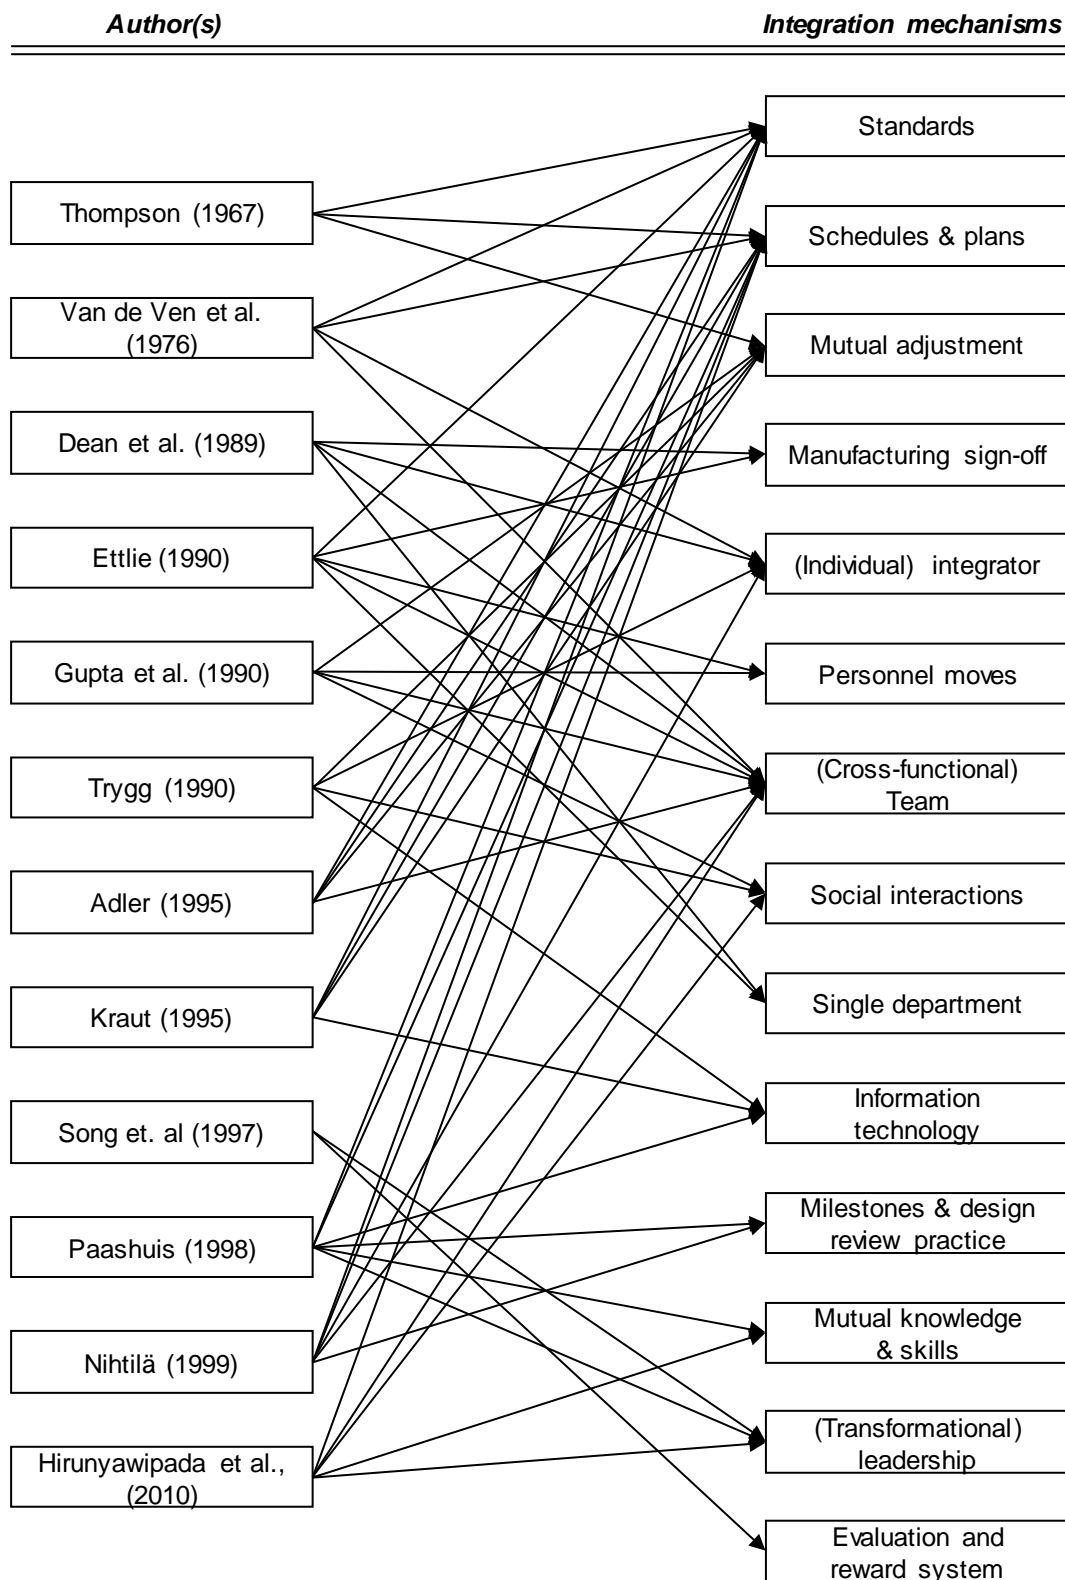 Author(s)
Integration mechanisms
Thompson (1967)
Van de Ven et al.
(1976)
Dean et al. (1989)
Ettlie (1990)
Gupta et al. (1990)
Trygg (1990)
Adler (1995)
Kraut (1995)
Song et. al (1997)
Paashuis (1998)
Nihtilä (1999)
Hirunyawipada et al.,
(2010)
Standards
Schedules & plans
Mutual adjustment
Manufacturing sign-off
(Individual) integrator
Personnel moves
(Cross-functional)
Team
Social interactions
Single department
Information
technology
Milestones & design
review practice
Mutual knowledge
& skills
(Transformational)
leadership
Evaluation and
reward system